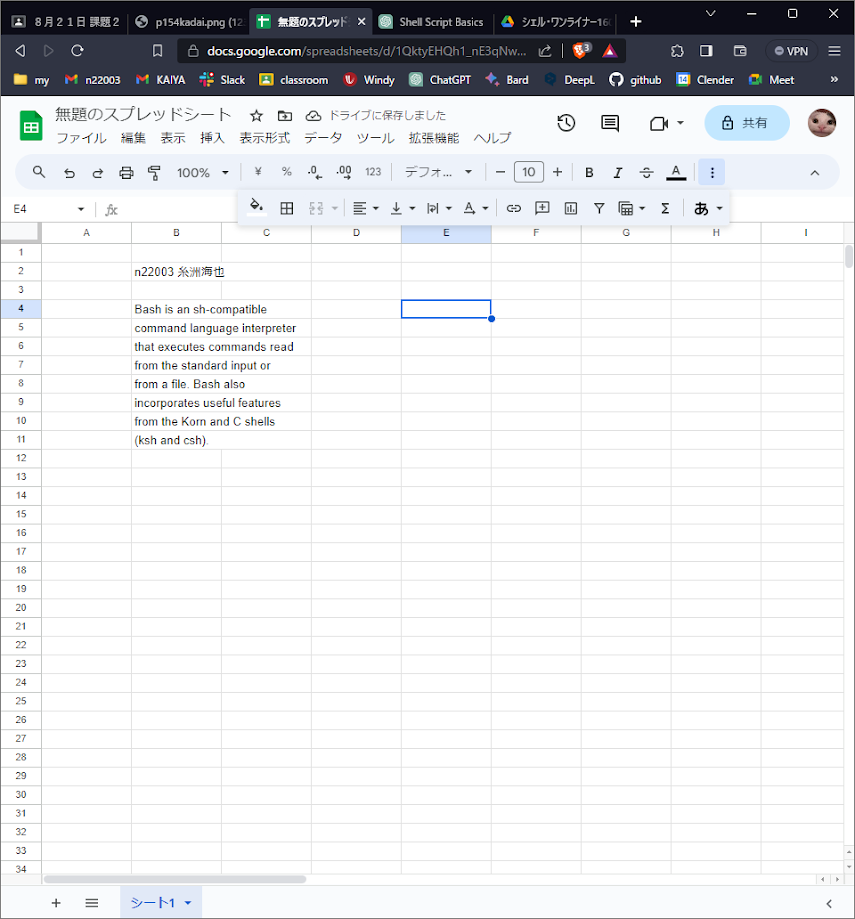 ８月２１日 課題２
p154kadai.png (12
無題のスプレッド
Shell Script Basics
シェル・ワンライナー160
docs.google.com/spreadsheets/d/1QktyEHQh1_nE3qNw...
3
VPN
my
n22003
KAIYA
Slack
classroom
Windy
ChatGPT
Bard
DeepL
github
14
Clender
Meet
»
無題のスプレッドシート
ドライブに保存しました
ファイル 編集 表示 挿入 表示形式 データ ツール 拡張機能 ヘルプ
共有
100%
¥ % .0 .00 123
デフォ...
10
B I A
E4
fx
A
Σ
あ
A B C D E F G H I
1
2 n22003 糸洲海也
3
4 Bash is an sh-compatible
5 command language interpreter
6 that executes commands read
7 from the standard input or
8 from a file. Bash also
9 incorporates useful features
10 from the Korn and C shells
11 (ksh and csh).
12
13
14
15
16
17
18
19
20
21
22
23
24
25
26
27
28
29
30
31
32
33
34
シート1